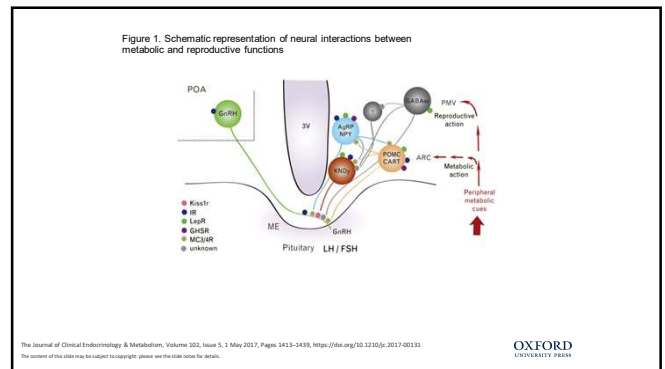 Figure 1. Schematic representation of neural interactions between
metabolic and reproductive functions
POA
GnRH
3V
AgRP
NPY
?
GABAergic
PMV
Reproductive
action
KNDy
POMC
CART
ARC
Metabolic
action
Peripheral
metabolic
cues
Kiss1r
IR
LepR
GHSR
MC3/4R
unknown
ME
GnRH
Pituitary LH / FSH
The Journal of Clinical Endocrinology & Metabolism, Volume 102, Issue 5, 1 May 2017, Pages 1413–1439, https://doi.org/10.1210/jc.2017-00131
The content of this slide may be subject to copyright: please see the slide notes for details.
OXFORD
UNIVERSITY PRESS